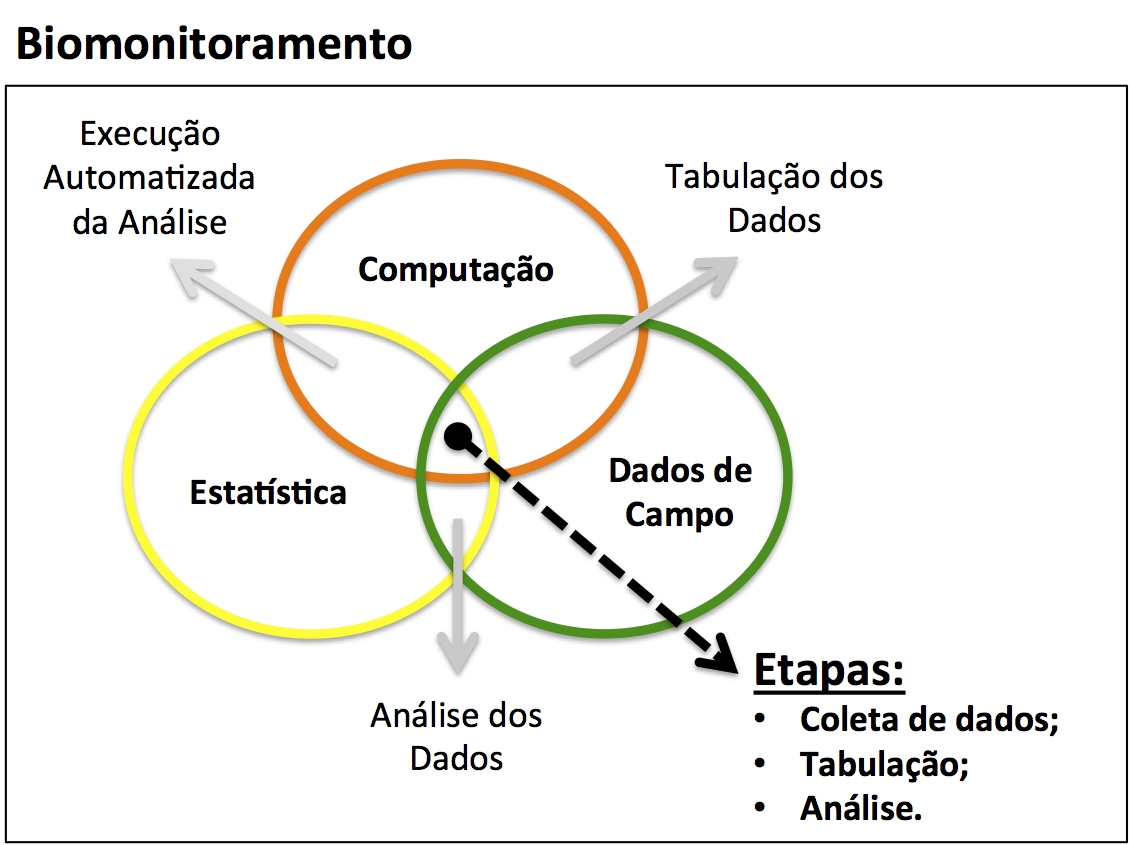 Biomonitoramento
Execução
Automatizada
da Análise
Tabulação dos
Dados
Computação
Estatística
Dados de
Campo
Análise dos
Dados
Etapas:
• Coleta de dados;
• Tabulação;
• Análise.